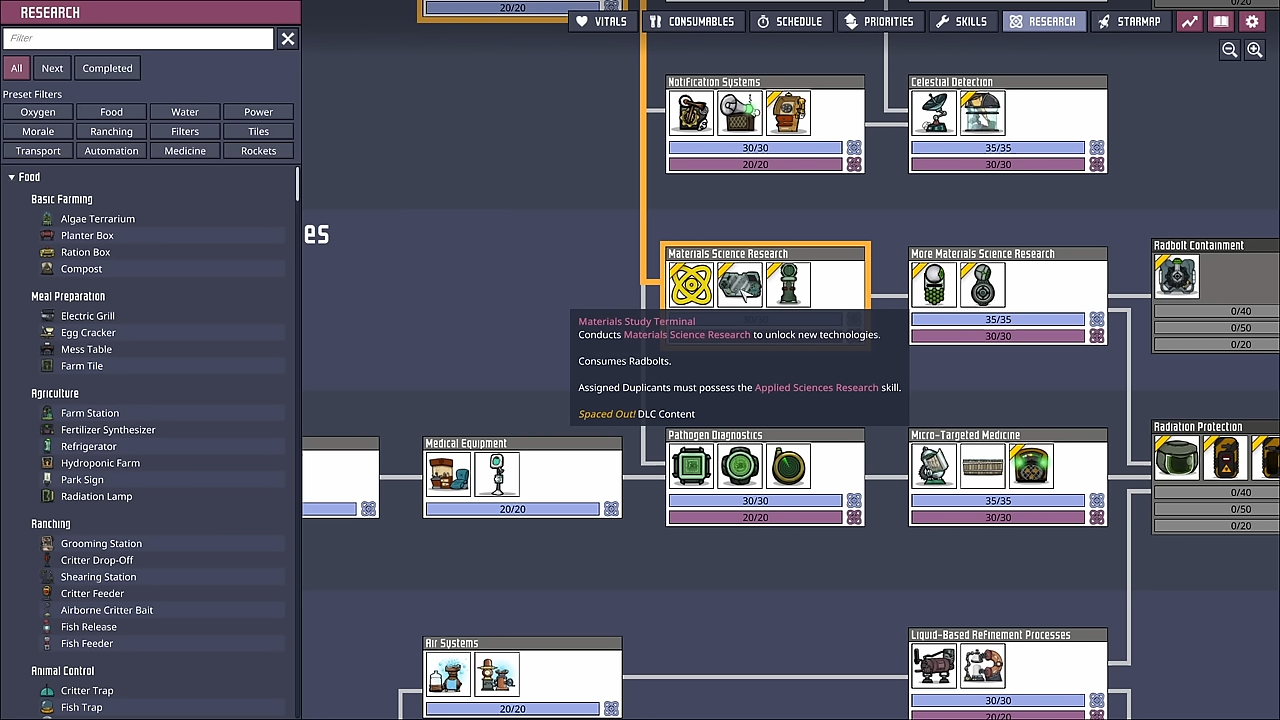 RESEARCH
20/20
VITALS
CONSUMABLES
SCHEDULE
PRIORITIES
SKILLS
RESEARCH
STARMAP
Filter
All
Next
Completed
Preset Filters
Oxygen
Food
Water
Power
Morale
Ranching
Filters
Tiles
Transport
Automation
Medicine
Rockets
Food
Basic Farming
Algae Terrarium
Planter Box
Ration Box
Compost
Meal Preparation
Electric Grill
Egg Cracker
Mess Table
Farm Tile
Agriculture
Farm Station
Fertilizer Synthesizer
Refrigerator
Hydroponic Farm
Park Sign
Radiation Lamp
Ranching
Grooming Station
Critter Drop-Off
Shearing Station
Critter Feeder
Airborne Critter Bait
Fish Release
Fish Feeder
Animal Control
Critter Trap
Fish Trap
es
Notification Systems
30/30
20/20
Celestial Detection
35/35
30/30
Materials Science Research
More Materials Science Research
35/35
30/30
Radbolt Containment
0/40
0/50
0/20
Materials Study Terminal
Conducts Materials Science Research to unlock new technologies.
Consumes Radbolts.
Assigned Duplicants must possess the Applied Sciences Research skill.
Spaced Out! DLC Content
Medical Equipment
20/20
Pathogen Diagnostics
30/30
20/20
Micro-Targeted Medicine
35/35
30/30
Radiation Protection
0/40
0/50
0/20
Air Systems
20/20
Liquid-Based Refinement Processes
30/30
20/20